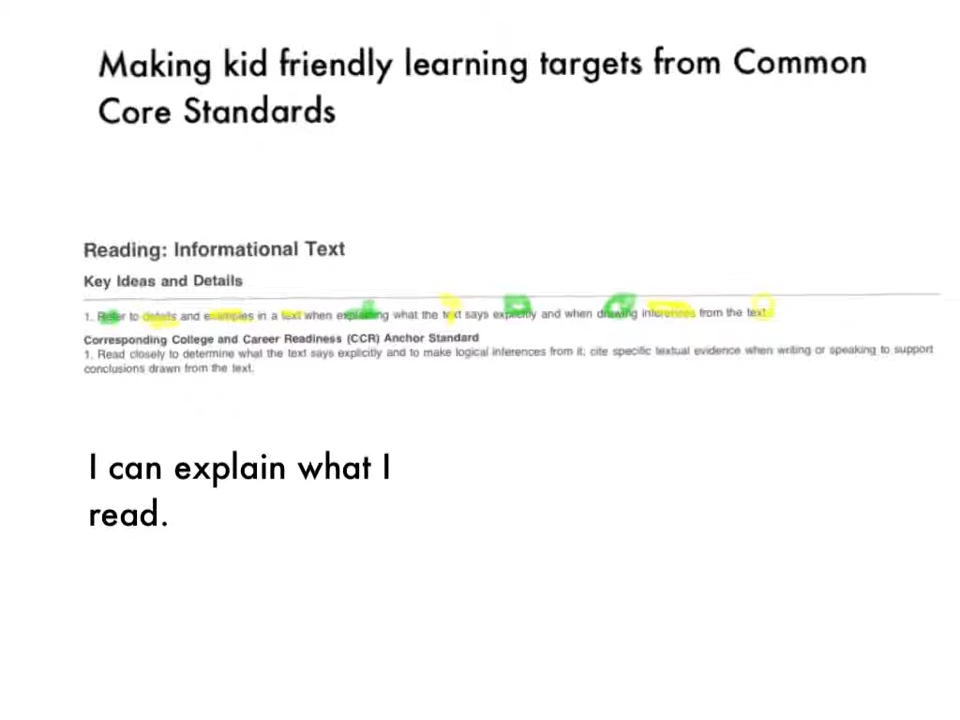 Making kid friendly learning targets from Common
Core Standards
Reading: Informational Text
Key Ideas and Details
1. Refer to details and examples in a text when explaining what the text says explicitly and when drawing inferences from the text.
Corresponding College and Career Readiness (CCR) Anchor Standard
1. Read closely to determine what the text says explicitly and to make logical inferences from it; cite specific textual evidence when writing or speaking to support
conclusions drawn from the text.
I can explain what I
read.